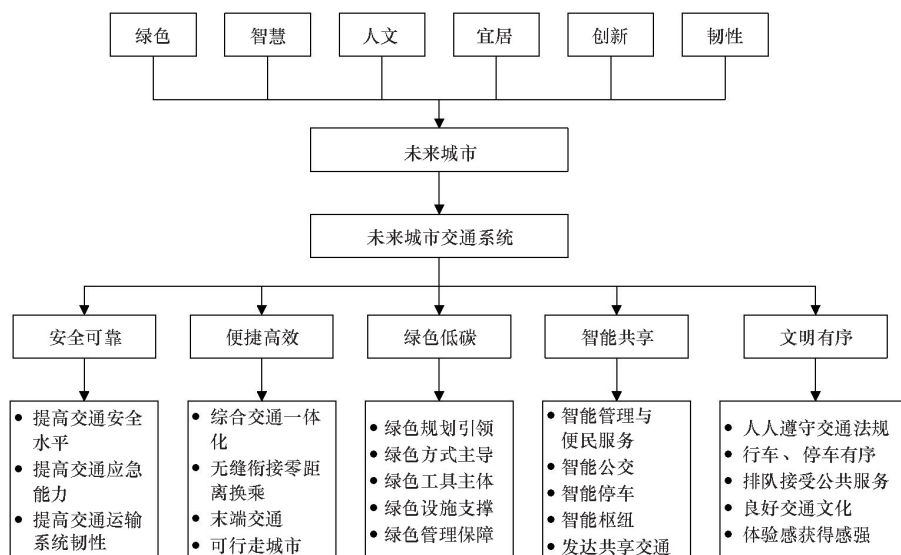 绿色
智慧
人文
宜居
创新
韧性
未来城市
未来城市交通系统
安全可靠
便捷高效
绿色低碳
智能共享
文明有序
• 提高交通安全
水平
• 提高交通应急
能力
• 提高交通运输
系统韧性
• 综合交通一体
化
• 无缝衔接零距
离换乘
• 末端交通
• 可行走城市
• 绿色规划引领
• 绿色方式主导
• 绿色工具主体
• 绿色设施支撑
• 绿色管理保障
• 智能管理与
便民服务
• 智能公交
• 智能停车
• 智能枢纽
• 发达共享交通
• 人人遵守交通法规
• 行车、停车有序
• 排队接受公共服务
• 良好交通文化
• 体验感获得感强